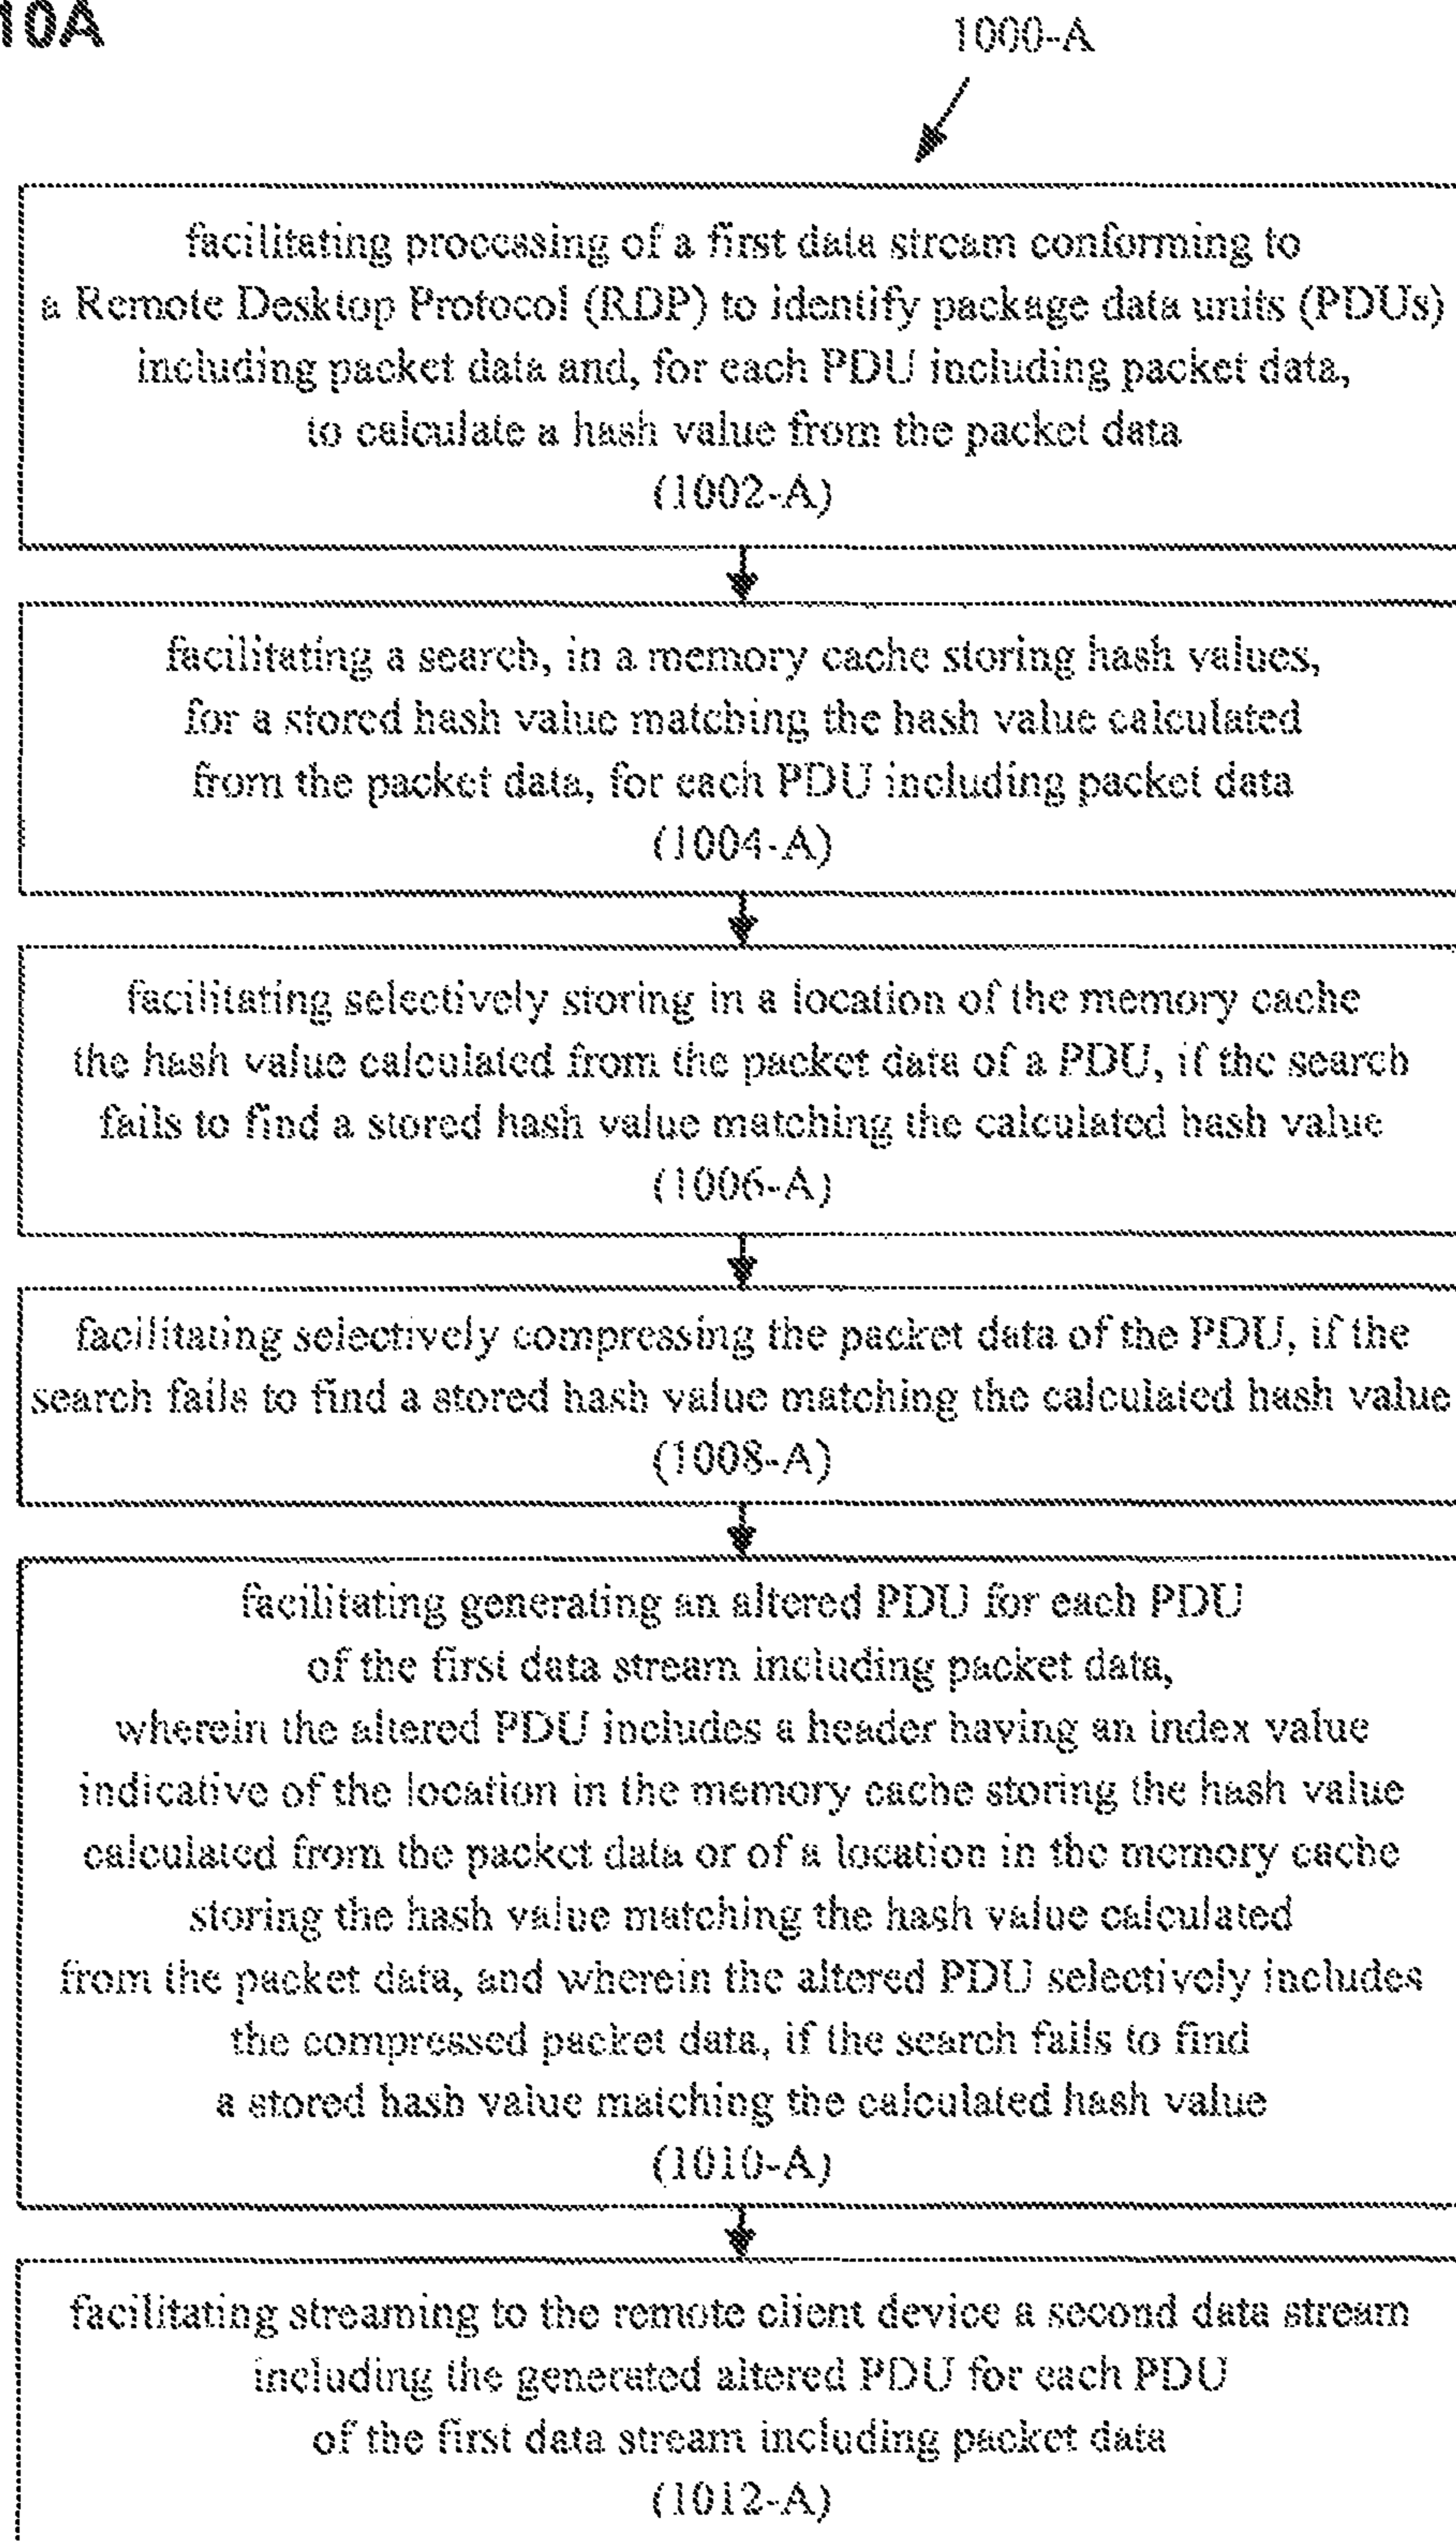 10A
1000-A
facilitating processing of a first data stream conforming to
a Remote Desktop Protocol (RDP) to identify package data units (PDUs)
including packet data and, for each PDU including packet data,
to calculate a hash value from the packet data
(1002-A)
facilitating a search, in a memory cache storing hash values,
for a stored hash value matching the hash value calculated
from the packet data, for each PDU including packet data
(1004-A)
facilitating selectively storing in a location of the memory cache
the hash value calculated from the packet data of a PDU, if the search
fails to find a stored hash value matching the calculated hash value
(1006-A)
facilitating selectively compressing the packet data of the PDU, if the
search fails to find a stored hash value matching the calculated hash value
(1008-A)
facilitating generating an altered PDU for each PDU
of the first data stream including packet data,
wherein the altered PDU includes a header having an index value
indicative of the location in the memory cache storing the hash value
calculated from the packet data or of a location in the memory cache
storing the hash value matching the hash value calculated
from the packet data, and wherein the altered PDU selectively includes
the compressed packet data, if the search fails to find
a stored hash value matching the calculated hash value
(1010-A)
facilitating streaming to the remote client device a second data stream
including the generated altered PDU for each PDU
of the first data stream including packet data
(1012-A)